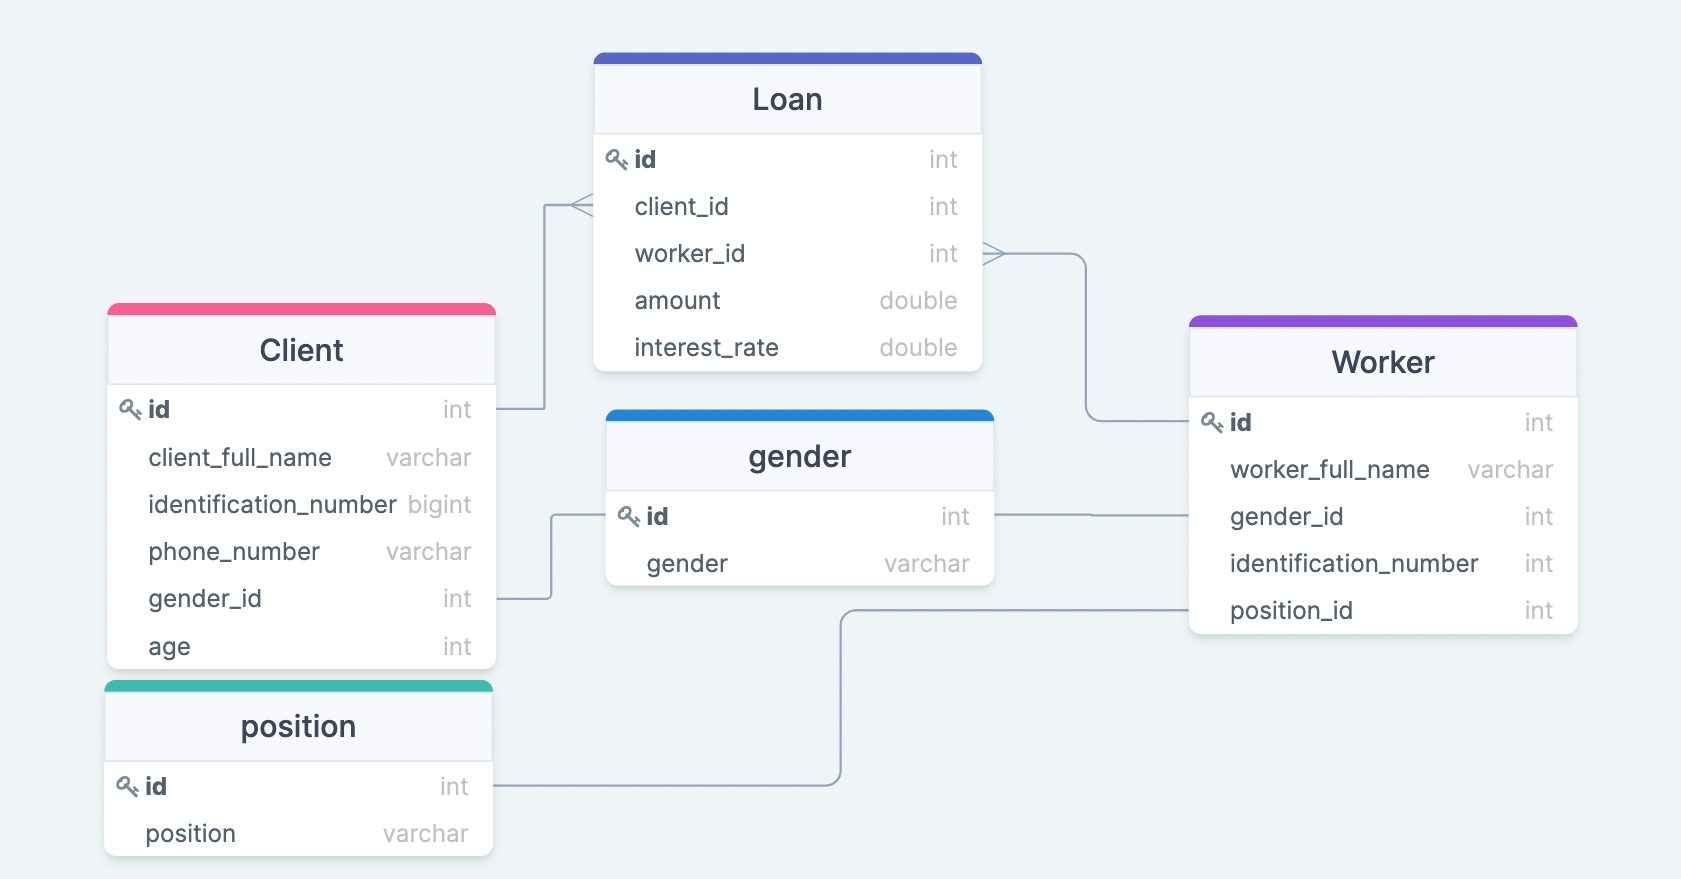 Loan
id int
client_id int
worker_id int
amount double
interest_rate double
Client
id int
client_full_name varchar
identification_number bigint
phone_number varchar
gender_id int
age int
gender
id int
gender varchar
Worker
id int
worker_full_name varchar
gender_id int
identification_number int
position_id int
position
id int
position varchar